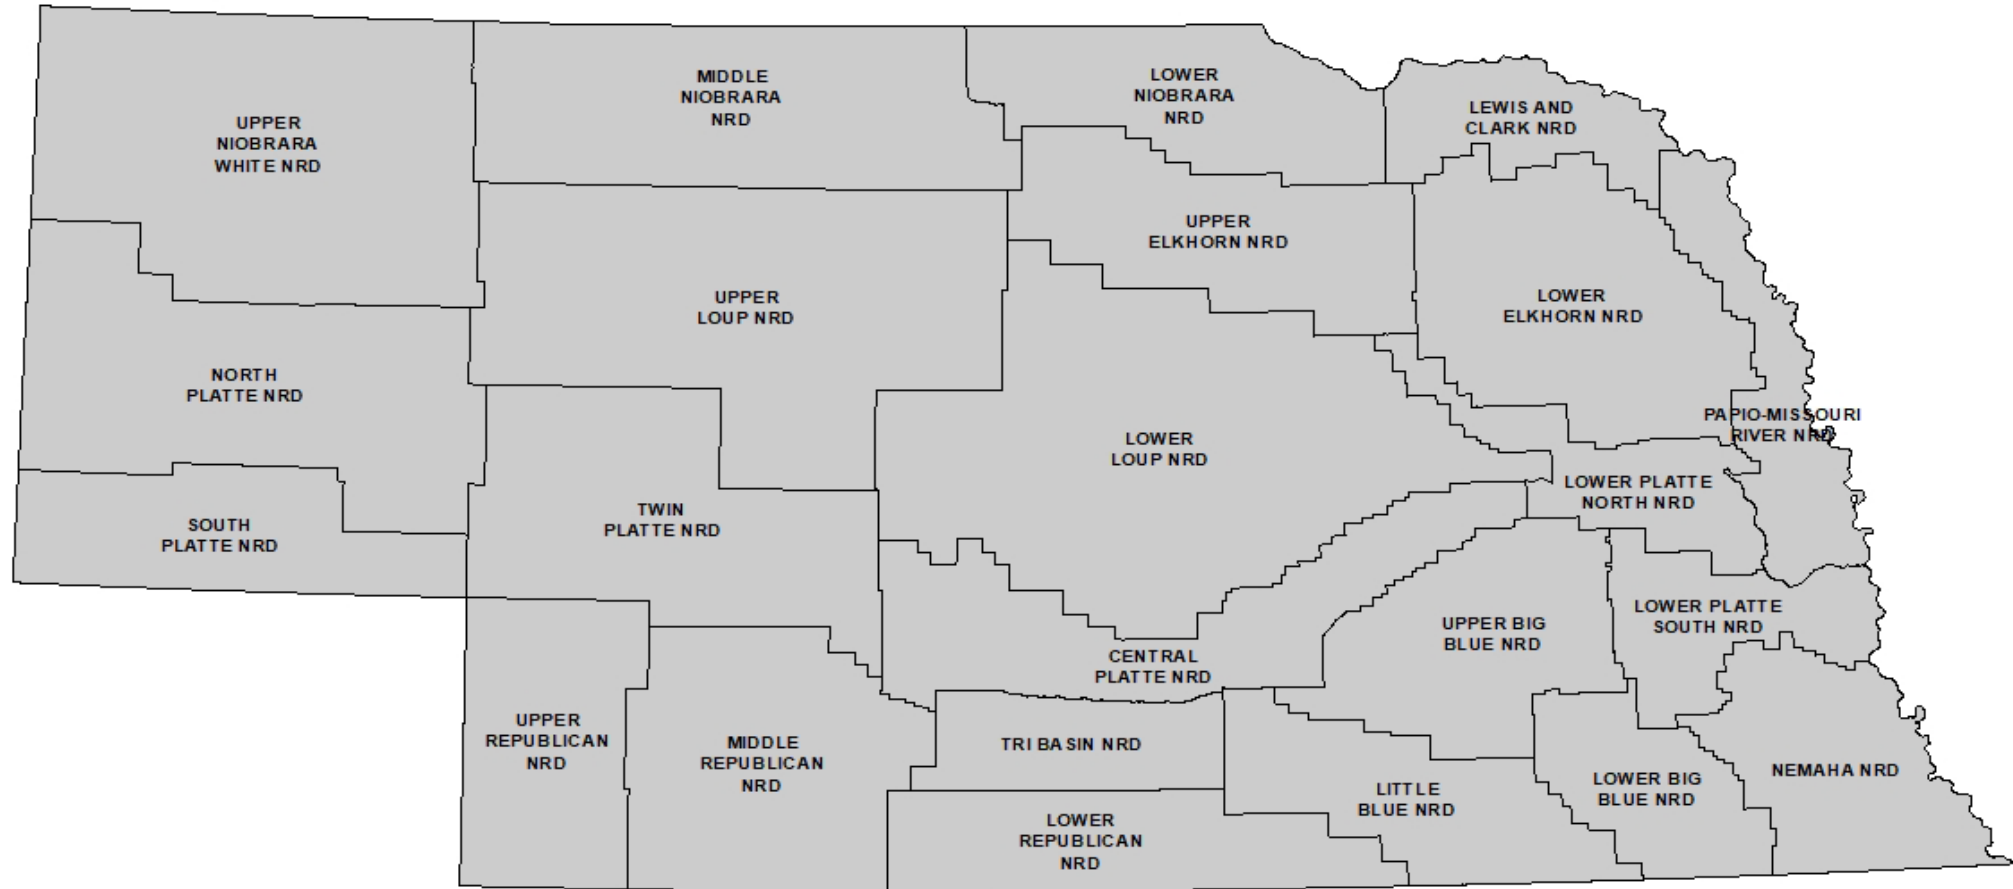 UPPER
NIOBRARA
WHITE NRD
MIDDLE
NIOBRARA
NRD
LOWER
NIOBRARA
NRD
LEWIS AND
CLARK NRD
UPPER
ELKHORN NRD
UPPER
LOUP NRD
LOWER
ELKHORN NRD
NORTH
PLATTE NRD
PAPIO-MISSOURI
RIVER NRD
LOWER
LOUP NRD
LOWER PLATTE
NORTH NRD
SOUTH
PLATTE NRD
TWIN
PLATTE NRD
LOWER PLATTE
SOUTH NRD
UPPER BIG
BLUE NRD
CENTRAL
PLATTE NRD
UPPER
REPUBLICAN
NRD
MIDDLE
REPUBLICAN
NRD
TRI BASIN NRD
NEMAHA NRD
LITTLE
BLUE NRD
LOWER BIG
BLUE NRD
LOWER
REPUBLICAN
NRD